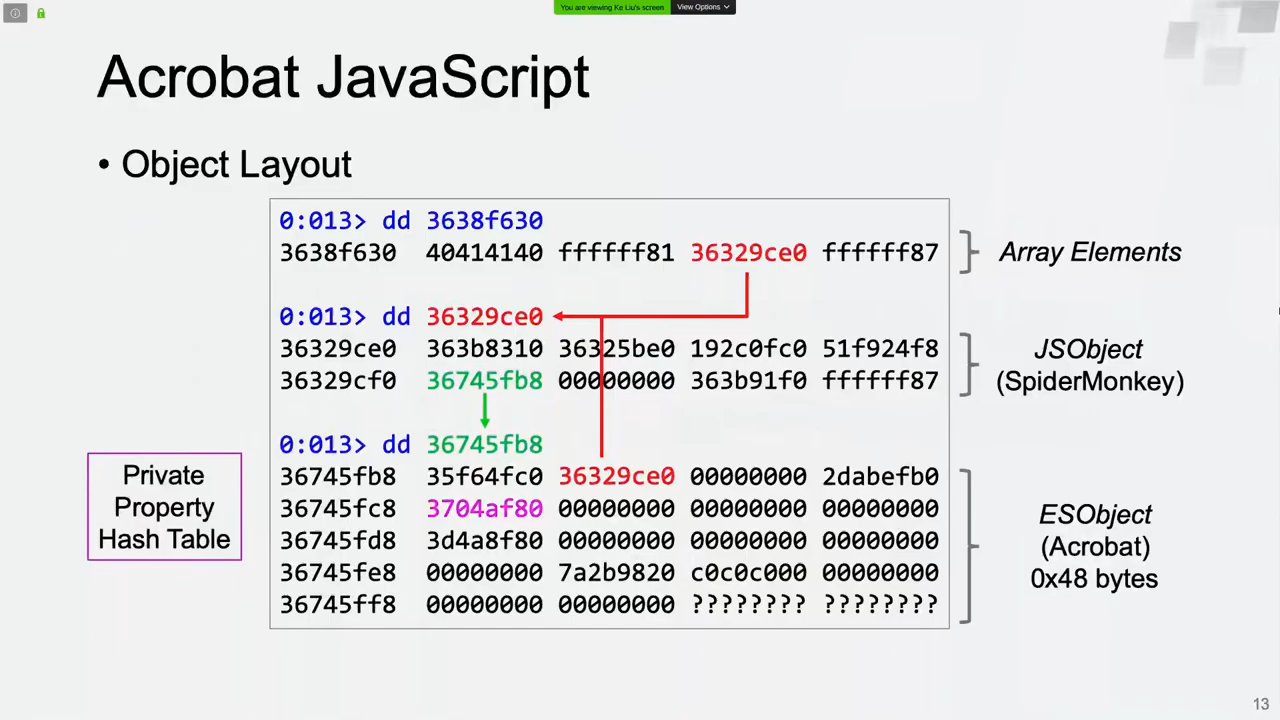 You are viewing Ke Liu's screen
View Options
Acrobat JavaScript
• Object Layout
0:013> dd 3638f630
3638f630 40414140 ffffff81 36329ce0 ffffff87
Array Elements
0:013> dd 36329ce0
36329ce0 363b8310 36325be0 192c0fc0 51f924f8
36329cf0 36745fb8 00000000 363b91f0 ffffff87
JSObject
(SpiderMonkey)
0:013> dd 36745fb8
36745fb8 35f64fc0 36329ce0 00000000 2dabefb0
36745fc8 3704af80 00000000 00000000 00000000
36745fd8 3d4a8f80 00000000 00000000 00000000
36745fe8 00000000 7a2b9820 c0c0c000 00000000
36745ff8 00000000 00000000 ???????? ????????
Private
Property
Hash Table
ESObject
(Acrobat)
0x48 bytes
13